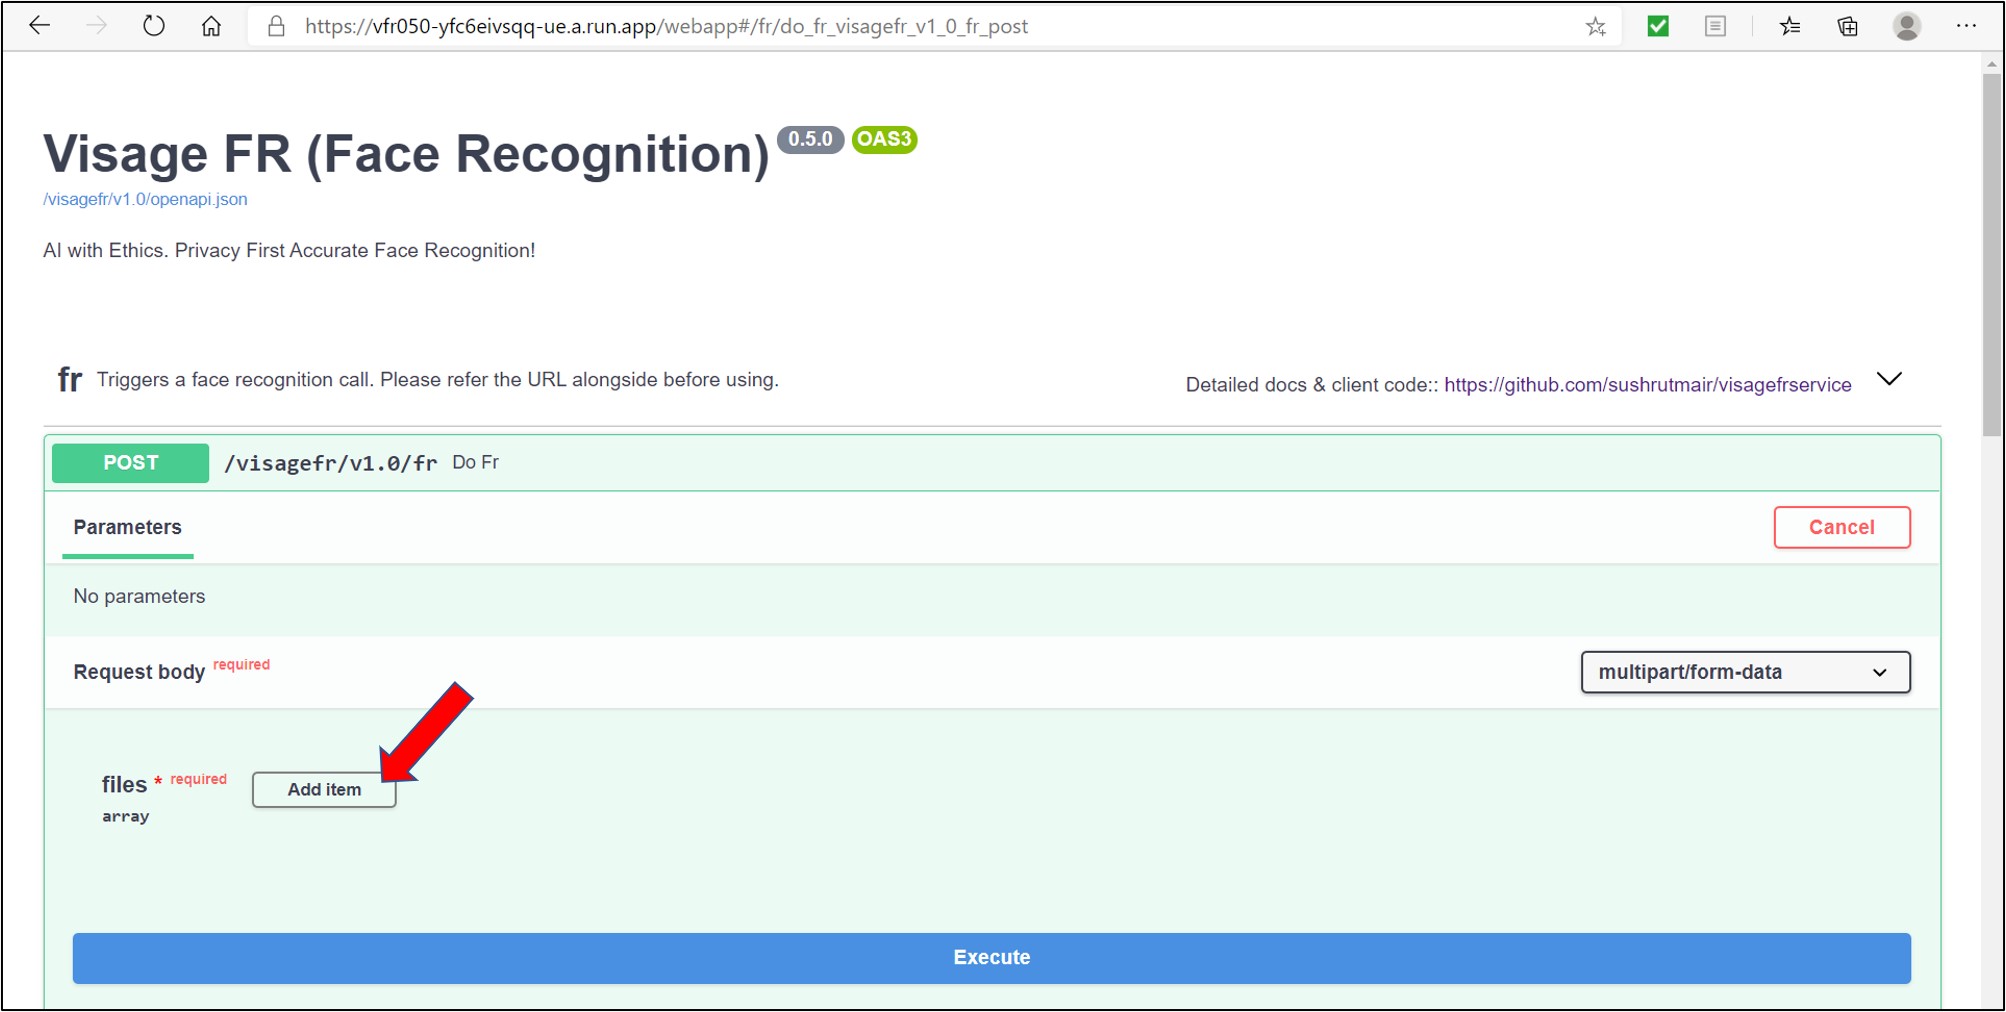 https://vfr050-yfc6eivsqq-ue.a.run.app/webapp#/fr/do_fr_visagefr_v1_0_fr_post
Visage FR (Face Recognition) 0.5.0 OAS3
/visagefr/v1.0/openapi.json
AI with Ethics. Privacy First Accurate Face Recognition!
fr Triggers a face recognition call. Please refer the URL alongside before using.
Detailed docs & client code:: https://github.com/sushrutmair/visagefrservice
POST /visagefr/v1.0/fr Do Fr
Parameters
Cancel
No parameters
Request body required
multipart/form-data
files * required
Add item
array
Execute